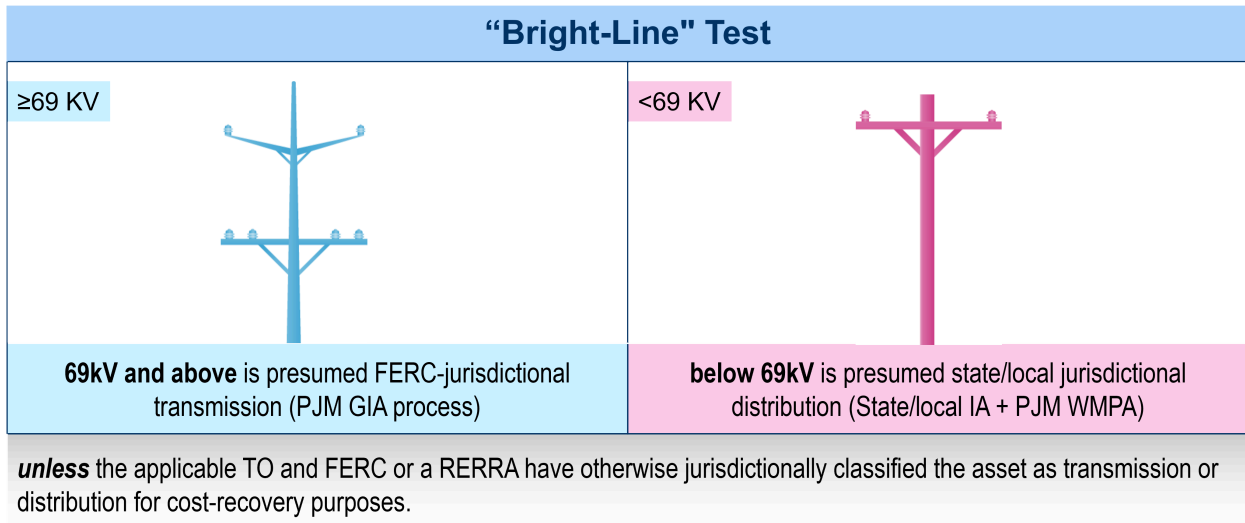 “Bright-Line" Test
≥69 KV
<69 KV
69kV and above is presumed FERC-jurisdictional
transmission (PJM GIA process)
below 69kV is presumed state/local jurisdictional
distribution (State/local IA + PJM WMPA)
unless the applicable TO and FERC or a RERRA have otherwise jurisdictionally classified the asset as transmission or
distribution for cost-recovery purposes.